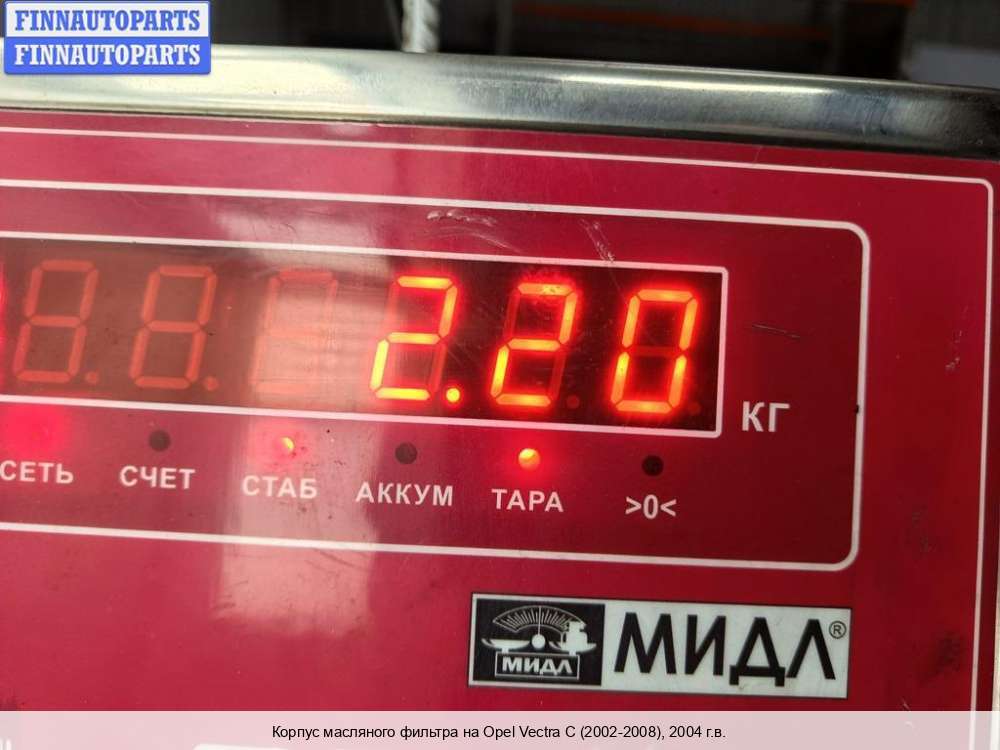 FINNAUTOPARTS
FINNAUTOPARTS
2.20
КГ
СЕТЬ СЧЕТ СТАБ АККУМ ТАРА >0<
МИДЛ МИДЛ®
Корпус масляного фильтра на Opel Vectra C (2002-2008), 2004 г.в.